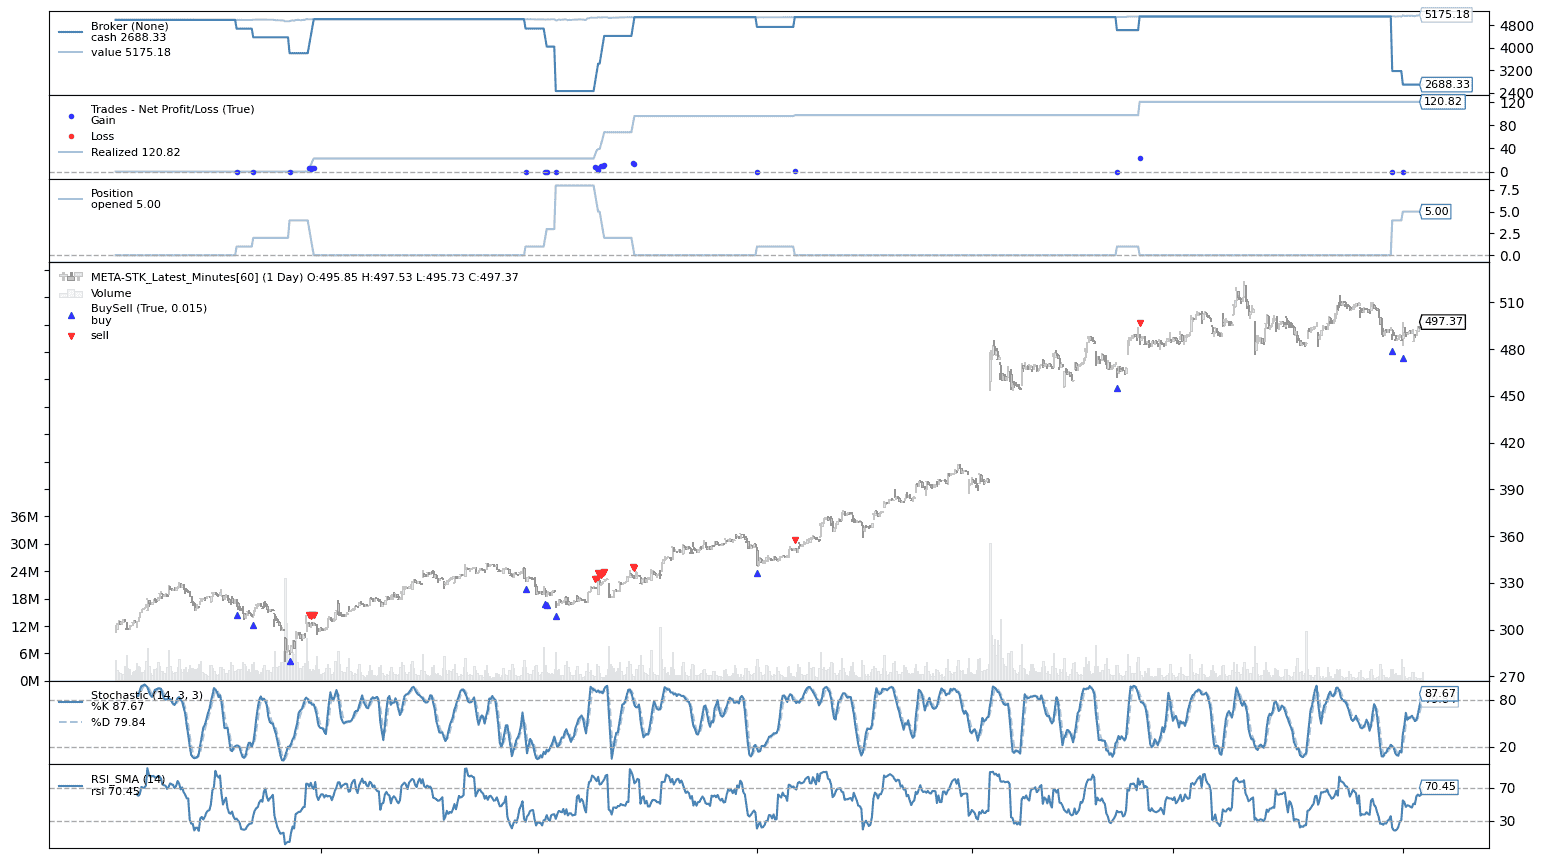 Broker (None)
cash 2688.33
value 5175.18
5175.18
4800
4000
3200
2688.33
2400
Trades - Net Profit/Loss (True)
Gain
Loss
Realized 120.82
120.82
120
80
40
0
Position
opened 5.00
7.5
5.0
5.00
2.5
0.0
META-STK_Latest_Minutes[60] (1 Day) O:495.85 H:497.53 L:495.73 C:497.37
Volume
BuySell (True, 0.015)
buy
sell
510
497.37
480
450
420
390
360
330
300
270
36M
30M
24M
18M
12M
6M
0M
Stochastic (14, 3, 3)
%K 87.67
%D 79.84
87.67
80
20
RSI_SMA (14)
rsi 70.45
70.45
70
30